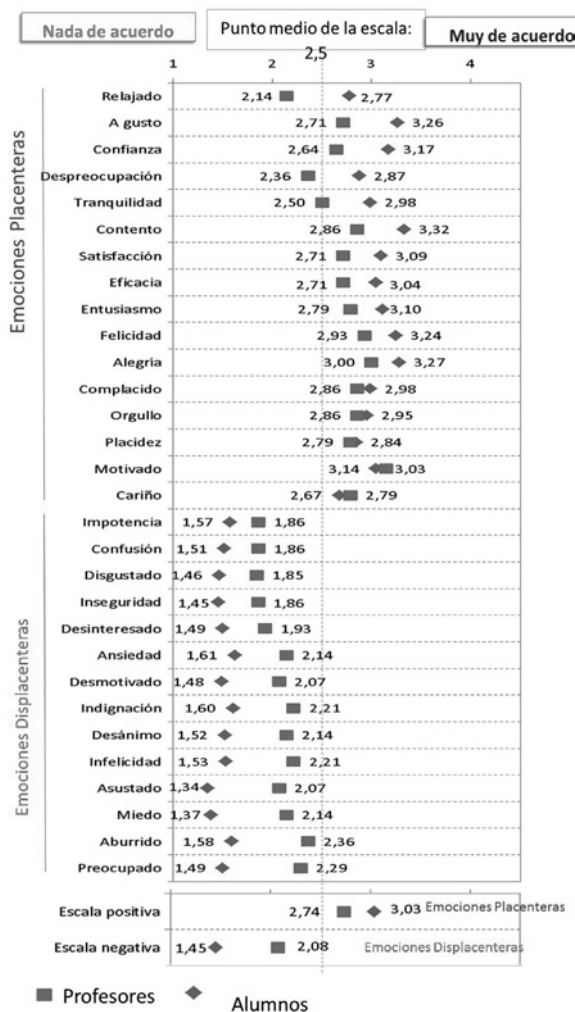 Nada de acuerdo
Punto medio de la escala:
2,5
Muy de acuerdo
1 2 3 4
Emociones Placenteras
Relajado 2,14 2,77
A gusto 2,71 3,26
Confianza 2,64 3,17
Despreocupación 2,36 2,87
Tranquilidad 2,50 2,98
Contento 2,86 3,32
Satisfacción 2,71 3,09
Eficacia 2,71 3,04
Entusiasmo 2,79 3,10
Felicidad 2,93 3,24
Alegría 3,00 3,27
Complacido 2,86 2,98
Orgullo 2,86 2,95
Placidez 2,79 2,84
Motivado 3,14 3,03
Cariño 2,67 2,79
Emociones Displacenteras
Impotencia 1,57 1,86
Confusión 1,51 1,86
Disgustado 1,46 1,85
Inseguridad 1,45 1,86
Desinteresado 1,49 1,93
Ansiedad 1,61 2,14
Desmotivado 1,48 2,07
Indignación 1,60 2,21
Desánimo 1,52 2,14
Infelicidad 1,53 2,21
Asustado 1,34 2,07
Miedo 1,37 2,14
Aburrido 1,58 2,36
Preocupado 1,49 2,29
Escala positiva 2,74 3,03 Emociones Placenteras
Escala negativa 1,45 2,08 Emociones Displacenteras
Profesores Alumnos